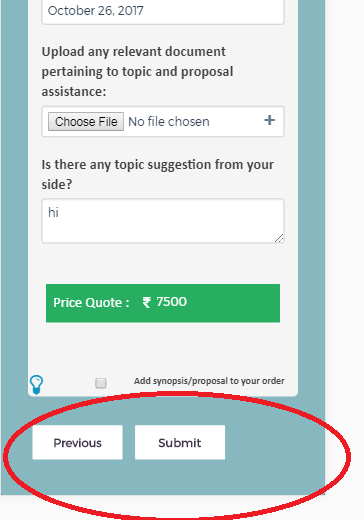 October 26, 2017
Upload any relevant document
pertaining to topic and proposal
assistance:
Choose File No file chosen +
Is there any topic suggestion from your
side?
hi
Price Quote : ₹ 7500
Add synopsis/proposal to your order
Previous Submit